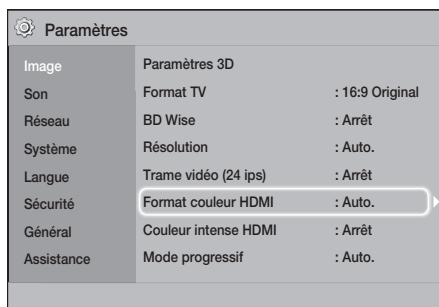 Paramètres
Image
Son
Réseau
Système
Langue
Sécurité
Général
Assistance
Paramètres 3D
Format TV : 16:9 Original
BD Wise : Arrêt
Résolution : Auto.
Trame vidéo (24 ips) : Arrêt
Format couleur HDMI : Auto.
Couleur intense HDMI : Arrêt
Mode progressif : Auto.